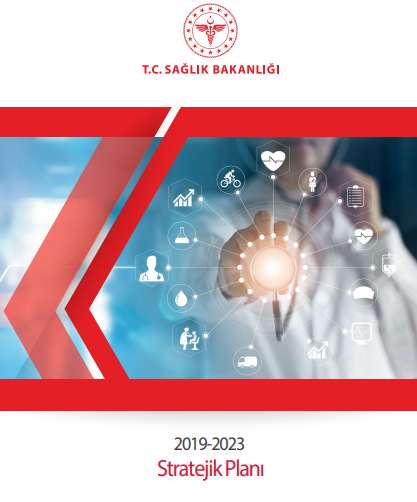 T.C. SAĞLIK BAKANLIĞI
2019-2023
Stratejik Planı